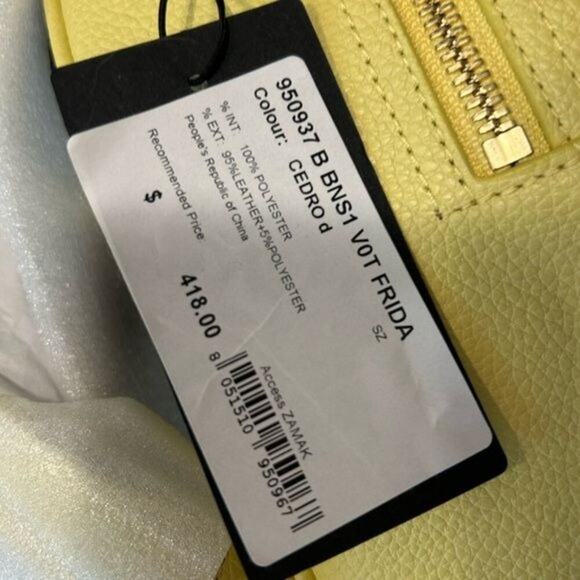 950937 B BNS1 V0T FRIDA
Colour: CEDRO d
SZ
% INT: 100% POLYESTER
% EXT: 95%LEATHER+5%POLYESTER
People's Republic of China
Recommended Price
$ 418.00
Access ZAMAK
8 051510 950967